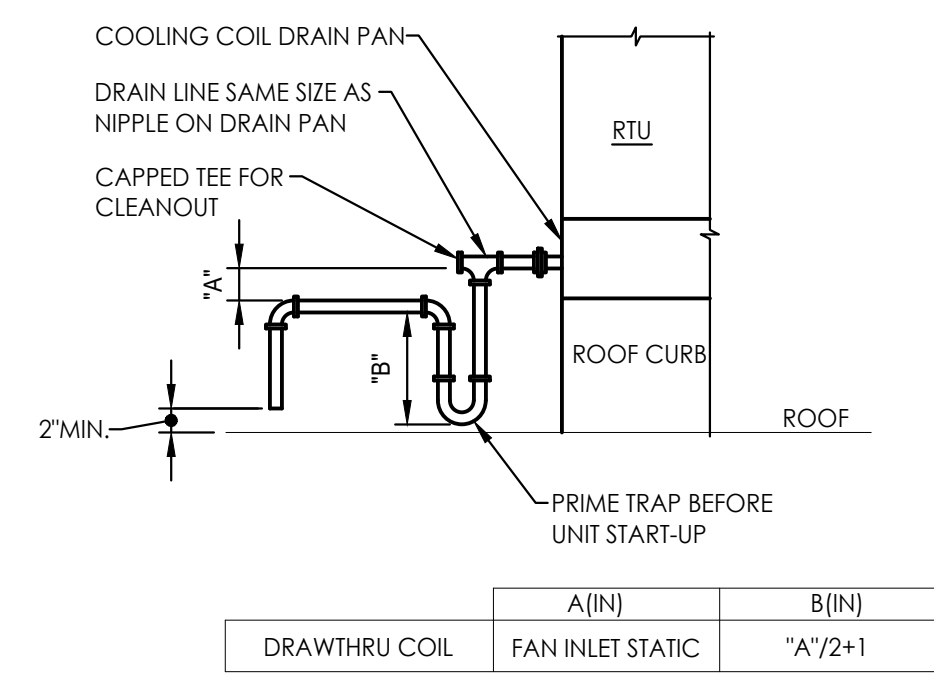 COOLING COIL DRAIN PAN
DRAIN LINE SAME SIZE AS
NIPPLE ON DRAIN PAN
CAPPED TEE FOR
CLEANOUT
RTU
"A"
"B"
ROOF CURB
2"MIN.
ROOF
PRIME TRAP BEFORE
UNIT START-UP
A(IN) B(IN)
DRAWTHRU COIL FAN INLET STATIC "A"/2+1